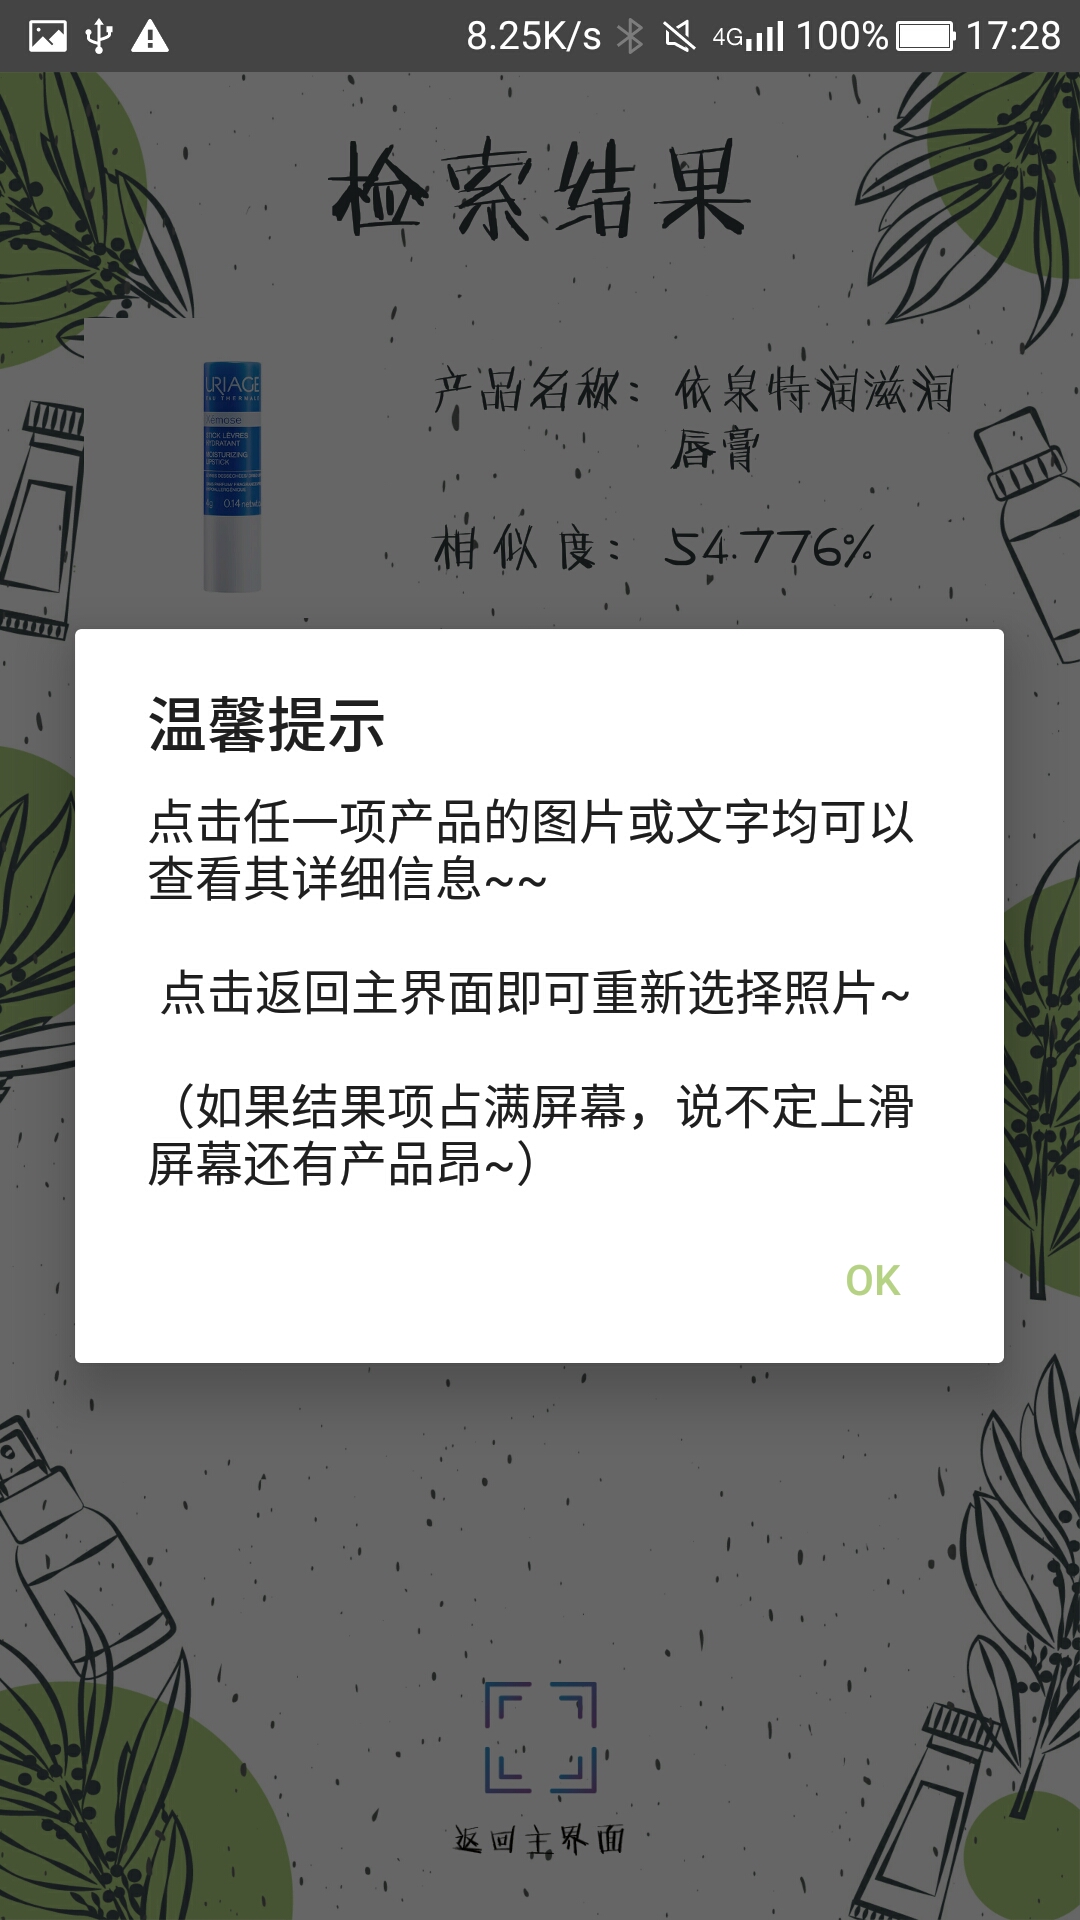 8.25K/s 4G 100% 17:28
检索结果
URIAGE
EAU THERMALE
Xémose
STICK LÈVRES
HYDRATANT
MOISTURIZING
LIPSTICK
产品名称：依泉特润滋润
唇膏
相似度：54.776%
温馨提示
点击任一项产品的图片或文字均可以
查看其详细信息~~
点击返回主界面即可重新选择照片~
（如果结果项占满屏幕，说不定上滑
屏幕还有产品昂~）
OK
返回主界面